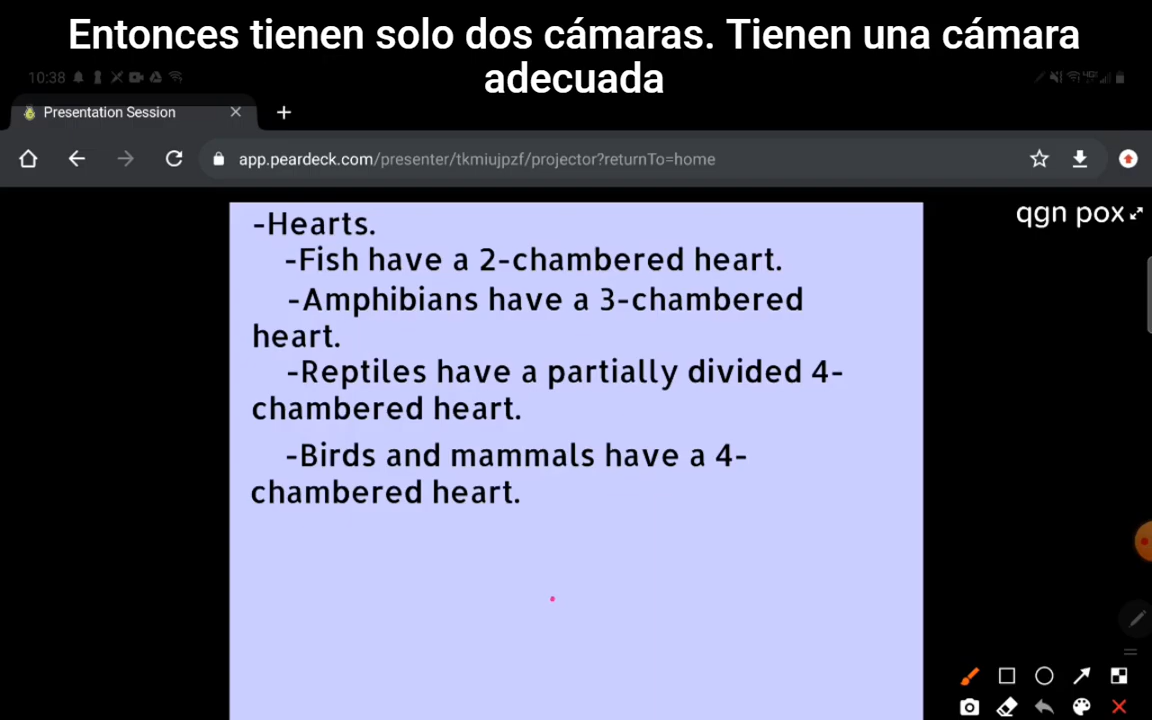 Entonces tienen solo dos cámaras. Tienen una cámara
adecuada
10:38
Presentation Session
app.peardeck.com/presenter/tkmiujpzf/projector?returnTo=home
qgn pox
-Hearts.
-Fish have a 2-chambered heart.
-Amphibians have a 3-chambered
heart.
-Reptiles have a partially divided 4-
chambered heart.
-Birds and mammals have a 4-
chambered heart.